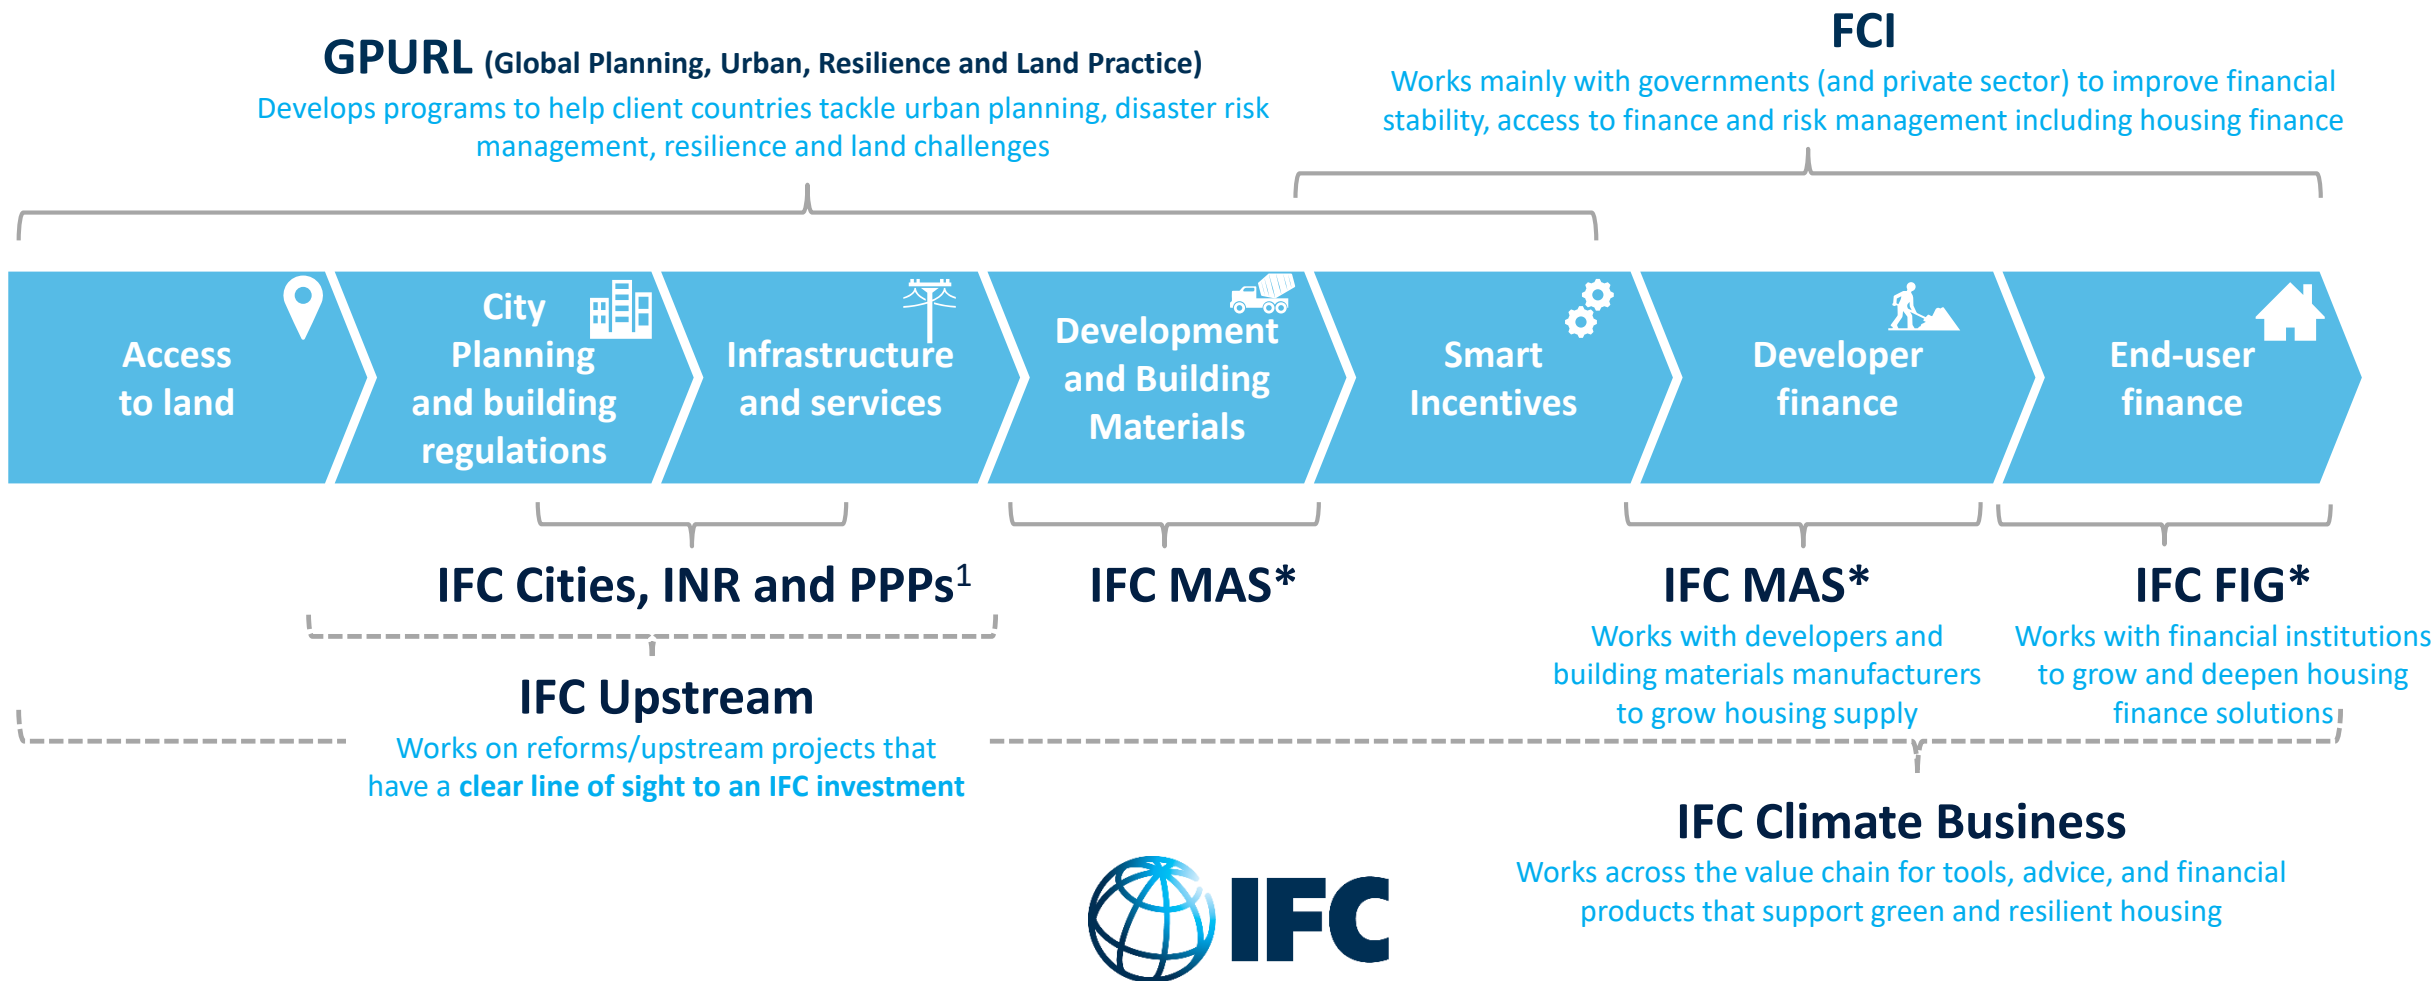 GPURL (Global Planning, Urban, Resilience and Land Practice)
Develops programs to help client countries tackle urban planning, disaster risk
management, resilience and land challenges
FCI
Works mainly with governments (and private sector) to improve financial
stability, access to finance and risk management including housing finance
Access
to land
City
Planning
and building
regulations
Infrastructure
and services
Development
and Building
Materials
Smart
Incentives
Developer
finance
End-user
finance
IFC Cities, INR and PPPs¹
IFC MAS*
IFC MAS*
Works with developers and
building materials manufacturers
to grow housing supply
IFC FIG*
Works with financial institutions
to grow and deepen housing
finance solutions
IFC Upstream
Works on reforms/upstream projects that
have a clear line of sight to an IFC investment
IFC Climate Business
Works across the value chain for tools, advice, and financial
products that support green and resilient housing
IFC